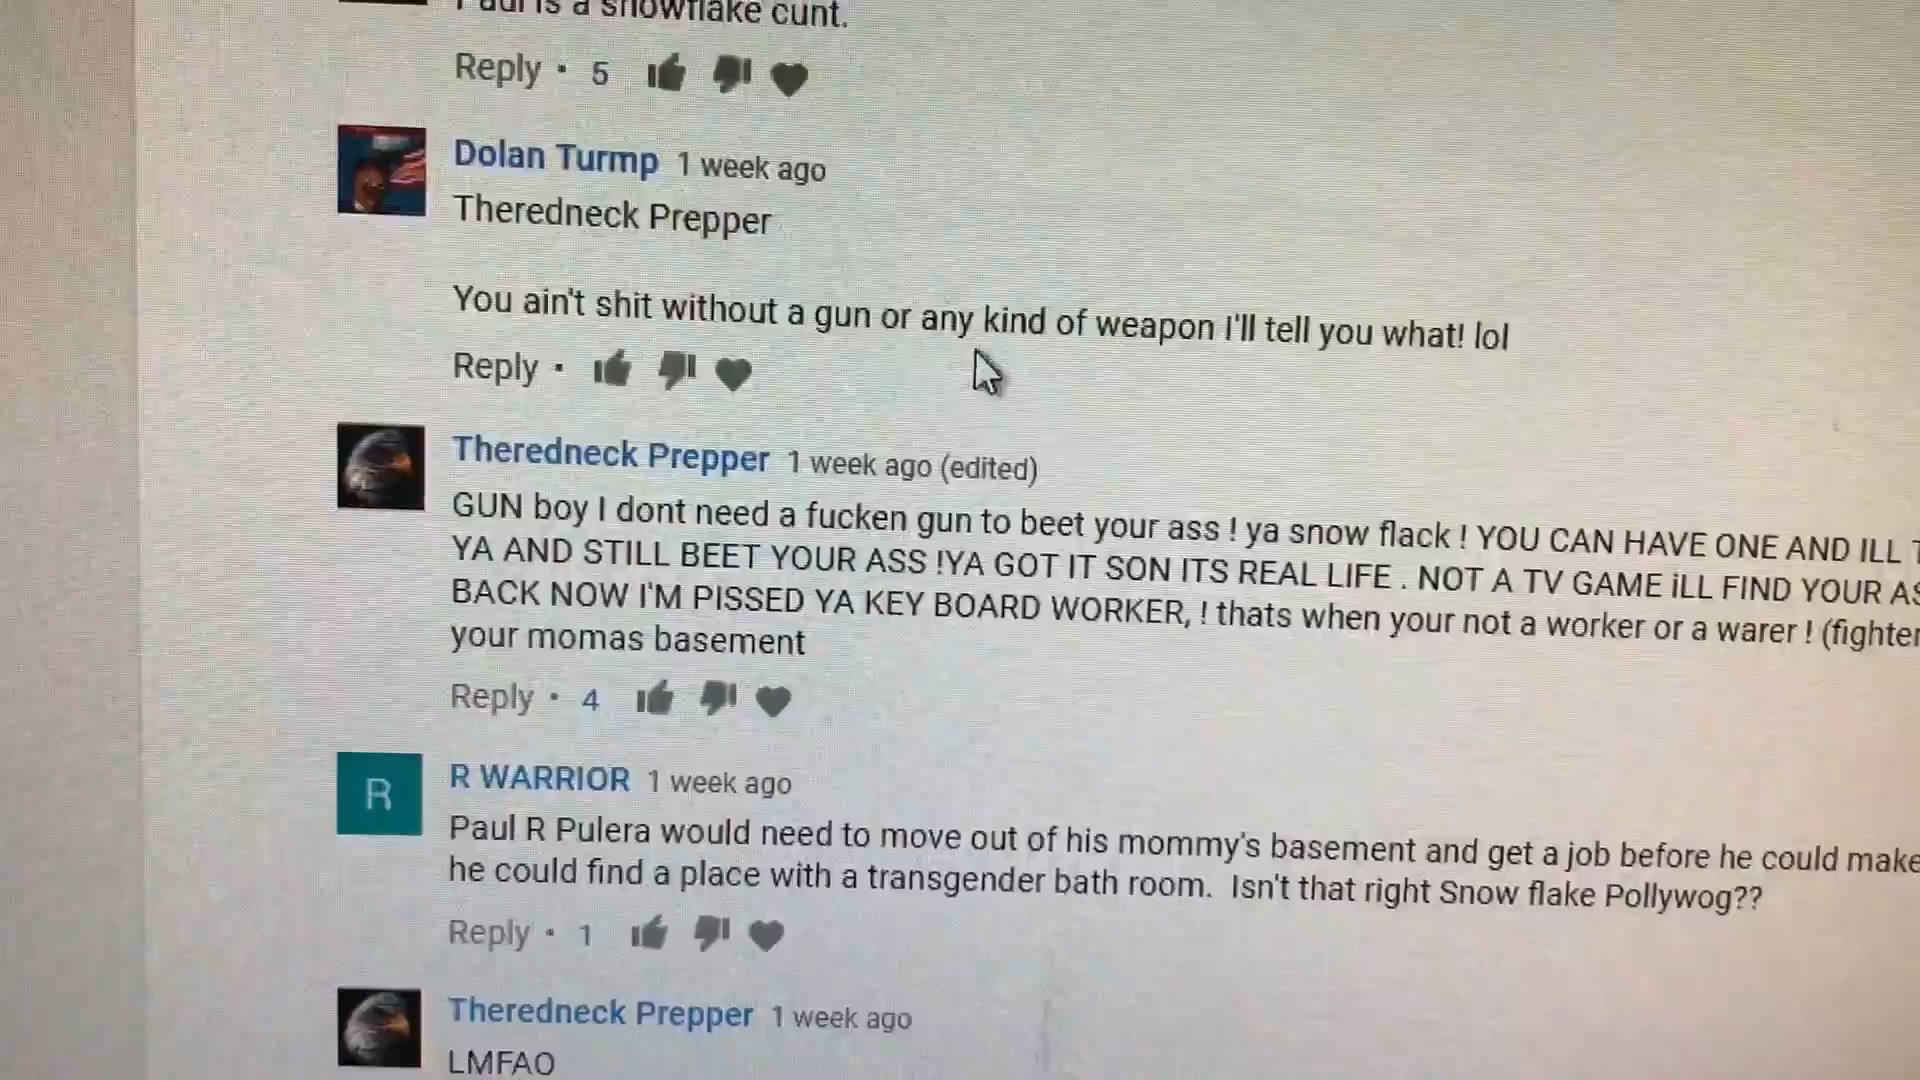 Paul is a snowflake cunt.
Reply • 5
Dolan Turmp 1 week ago
Theredneck Prepper
You ain't shit without a gun or any kind of weapon I'll tell you what! lol
Reply •
Theredneck Prepper 1 week ago (edited)
GUN boy I dont need a fucken gun to beet your ass ! ya snow flack ! YOU CAN HAVE ONE AND ILL
YA AND STILL BEET YOUR ASS !YA GOT IT SON ITS REAL LIFE . NOT A TV GAME iLL FIND YOUR
BACK NOW I'M PISSED YA KEY BOARD WORKER, ! thats when your not a worker or a warer ! (fighter
your momas basement
Reply • 4
R
R WARRIOR 1 week ago
Paul R Pulera would need to move out of his mommy's basement and get a job before he could make
he could find a place with a transgender bath room. Isn't that right Snow flake Pollywog??
Reply • 1
Theredneck Prepper 1 week ago
LMFAO